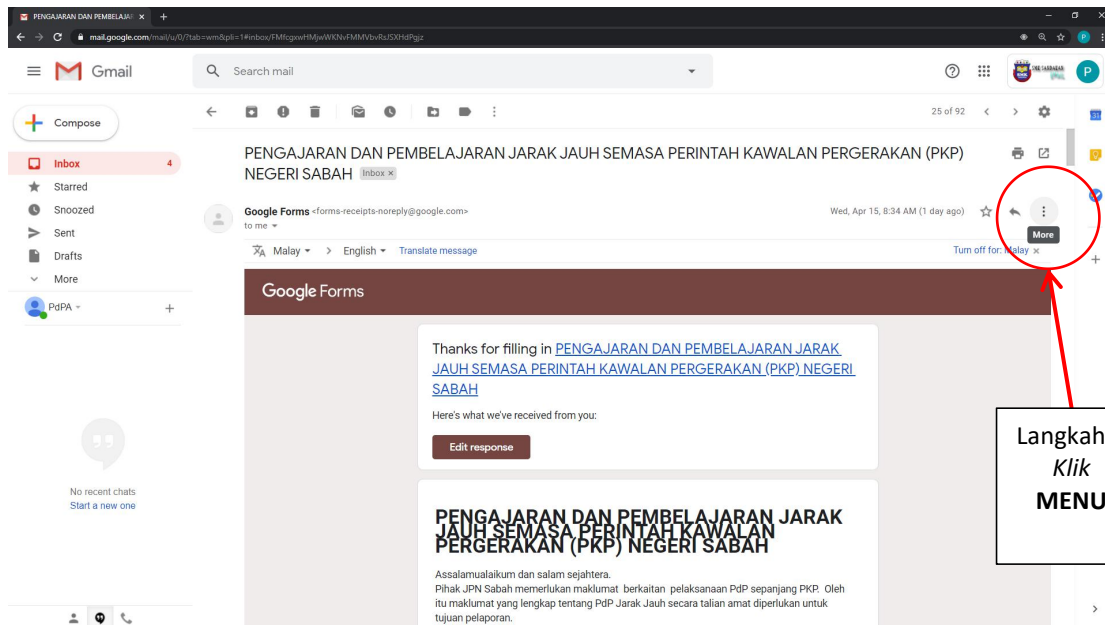 PENGAJARAN DAN PEMBELAJA
mail.google.com/mail/u/0/?tab=wm&pli=1#inbox/FMfcgxwHMjwWKNvFMMVbvRsJSXHdPgjz
P
Gmail
Search mail
P
Compose
25 of 92
31
Inbox 4
Starred
Snoozed
Sent
Drafts
More
PdPA
PENGAJARAN DAN PEMBELAJARAN JARAK JAUH SEMASA PERINTAH KAWALAN PERGERAKAN (PKP)
NEGERI SABAH Inbox ×
Google Forms <forms-receipts-noreply@google.com> Wed, Apr 15, 8:34 AM (1 day ago)
to me
More
Malay > English Translate message Turn off for: Malay ×
Google Forms
Thanks for filling in PENGAJARAN DAN PEMBELAJARAN JARAK
JAUH SEMASA PERINTAH KAWALAN PERGERAKAN (PKP) NEGERI
SABAH
Here's what we've received from you:
Edit response
No recent chats
Start a new one
PENGAJARAN DAN PEMBELAJARAN JARAK
JAUH SEMASA PERINTAH KAWALAN
PERGERAKAN (PKP) NEGERI SABAH
Assalamualaikum dan salam sejahtera.
Pihak JPN Sabah memerlukan maklumat berkaitan pelaksanaan PdP sepanjang PKP. Oleh
itu maklumat yang lengkap tentang PdP Jarak Jauh secara talian amat diperlukan untuk
tujuan pelaporan.
Langkah
Klik
MENU